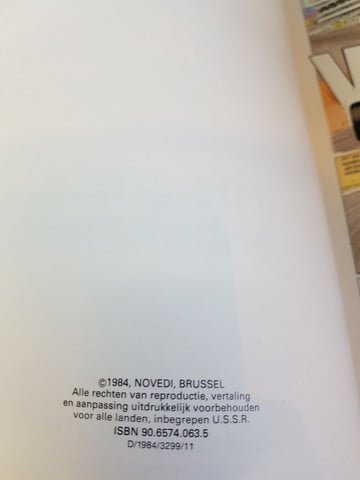 ©1984, NOVEDI, BRUSSEL
Alle rechten van reproductie, vertaling
en aanpassing uitdrukkelijk voorbehouden
voor alle landen, inbegrepen U.S.S.R.
ISBN 90.6574.063.5
D/1984/3299/11